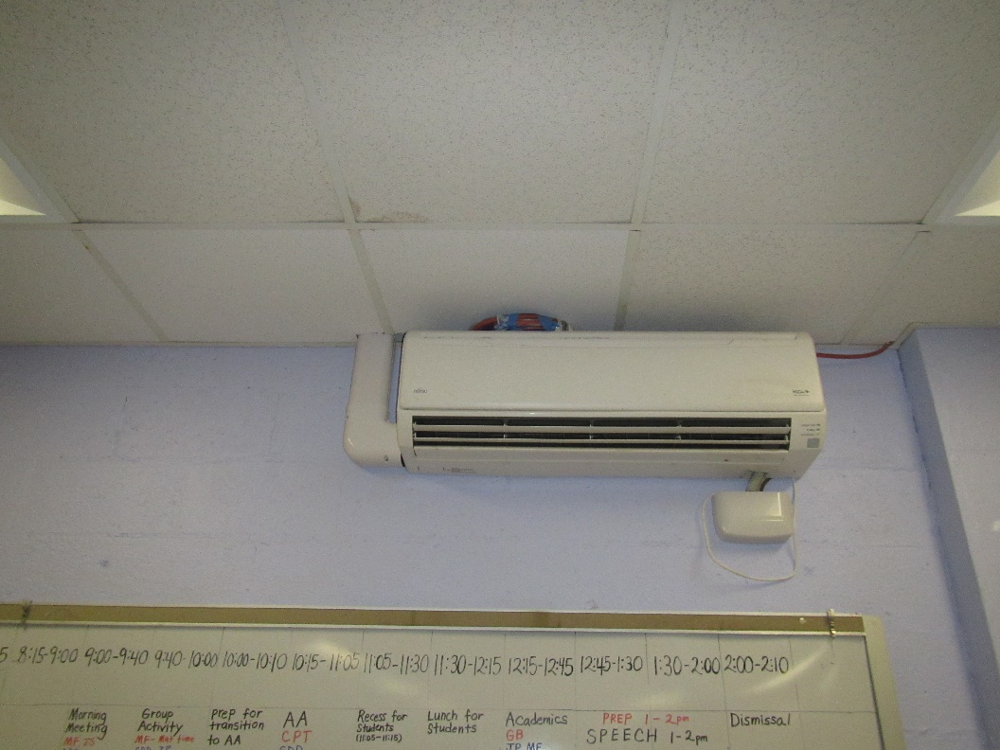 5 8:15-9:00 9:00-9:40 9:40-10:00 10:00-10:10 10:15-11:05 11:05-11:30 11:30-12:15 12:15-12:45 12:45-1:30 1:30-2:00 2:00-2:10
Morning
Meeting
MF JS
Group
Activity
MF- Mat time
Prep for
transition
to AA
AA
CPT
Recess for
Students
(11:05-11:15)
Lunch for
Students
Academics
GB
JP MF
PREP 1-2pm
SPEECH 1-2pm
Dismissal